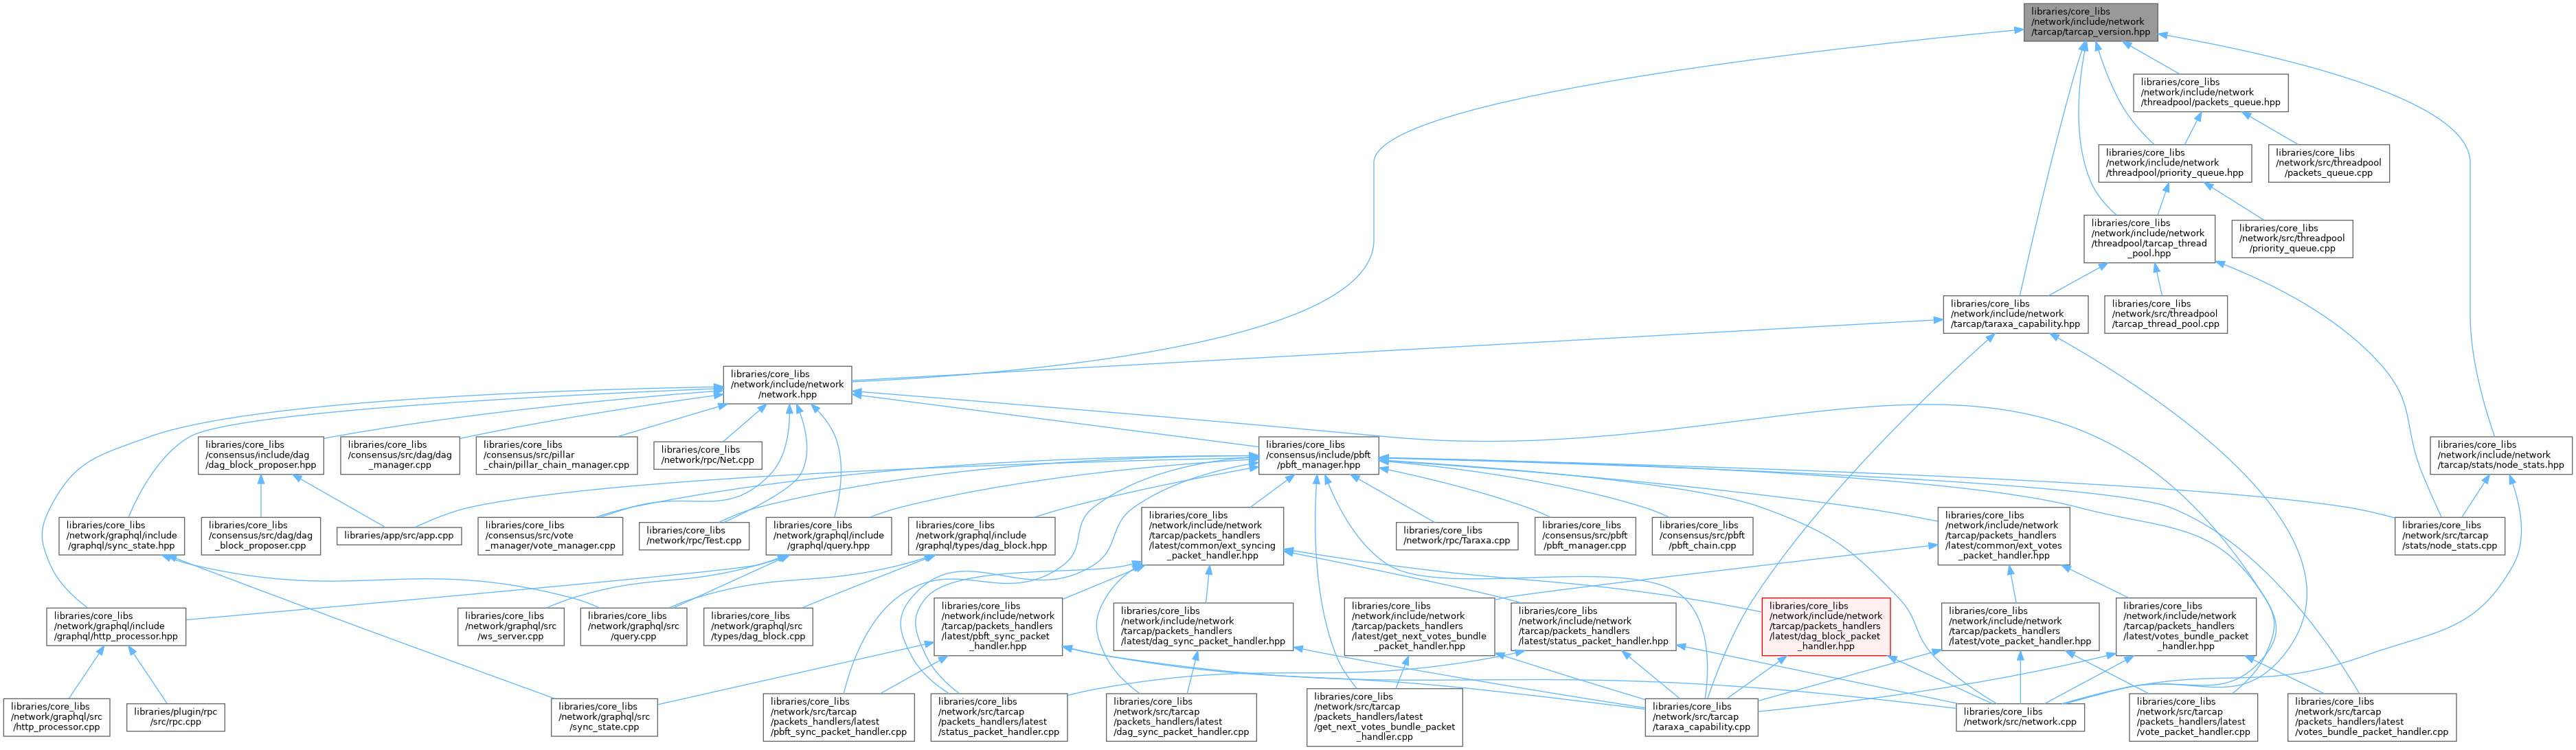 libraries/core_libs
/network/include/network
/tarcap/tarcap_version.hpp
libraries/core_libs
/network/include/network
/threadpool/packets_queue.hpp
libraries/core_libs
/network/include/network
/threadpool/priority_queue.hpp
libraries/core_libs
/network/src/threadpool
/packets_queue.cpp
libraries/core_libs
/network/include/network
/threadpool/tarcap_thread
_pool.hpp
libraries/core_libs
/network/src/threadpool
/priority_queue.cpp
libraries/core_libs
/network/include/network
/tarcap/taraxa_capability.hpp
libraries/core_libs
/network/src/threadpool
/tarcap_thread_pool.cpp
libraries/core_libs
/network/include/network
/network.hpp
libraries/core_libs
/consensus/include/dag
/dag_block_proposer.hpp
libraries/core_libs
/consensus/src/dag/dag
_manager.cpp
libraries/core_libs
/consensus/src/pillar
_chain/pillar_chain_manager.cpp
libraries/core_libs
/network/rpc/Net.cpp
libraries/core_libs
/consensus/include/pbft
/pbft_manager.hpp
libraries/core_libs
/network/include/network
/tarcap/stats/node_stats.hpp
libraries/core_libs
/network/graphql/include
/graphql/sync_state.hpp
libraries/core_libs
/consensus/src/dag/dag
_block_proposer.cpp
libraries/app/src/app.cpp
libraries/core_libs
/consensus/src/vote
_manager/vote_manager.cpp
libraries/core_libs
/network/rpc/Test.cpp
libraries/core_libs
/network/graphql/include
/graphql/query.hpp
libraries/core_libs
/network/graphql/include
/graphql/types/dag_block.hpp
libraries/core_libs
/network/include/network
/tarcap/packets_handlers
/latest/common/ext_syncing
_packet_handler.hpp
libraries/core_libs
/network/rpc/Taraxa.cpp
libraries/core_libs
/consensus/src/pbft
/pbft_manager.cpp
libraries/core_libs
/consensus/src/pbft
/pbft_chain.cpp
libraries/core_libs
/network/include/network
/tarcap/packets_handlers
/latest/common/ext_votes
_packet_handler.hpp
libraries/core_libs
/network/src/tarcap
/stats/node_stats.cpp
libraries/core_libs
/network/graphql/include
/graphql/http_processor.hpp
libraries/core_libs
/network/graphql/src
/ws_server.cpp
libraries/core_libs
/network/graphql/src
/query.cpp
libraries/core_libs
/network/graphql/src
/types/dag_block.cpp
libraries/core_libs
/network/include/network
/tarcap/packets_handlers
/latest/pbft_sync_packet
_handler.hpp
libraries/core_libs
/network/include/network
/tarcap/packets_handlers
/latest/dag_sync_packet_handler.hpp
libraries/core_libs
/network/include/network
/tarcap/packets_handlers
/latest/get_next_votes_bundle
_packet_handler.hpp
libraries/core_libs
/network/include/network
/tarcap/packets_handlers
/latest/status_packet_handler.hpp
libraries/core_libs
/network/include/network
/tarcap/packets_handlers
/latest/dag_block_packet
_handler.hpp
libraries/core_libs
/network/include/network
/tarcap/packets_handlers
/latest/vote_packet_handler.hpp
libraries/core_libs
/network/include/network
/tarcap/packets_handlers
/latest/votes_bundle_packet
_handler.hpp
libraries/core_libs
/network/graphql/src
/http_processor.cpp
libraries/plugin/rpc
/src/rpc.cpp
libraries/core_libs
/network/graphql/src
/sync_state.cpp
libraries/core_libs
/network/src/tarcap
/packets_handlers/latest
/pbft_sync_packet_handler.cpp
libraries/core_libs
/network/src/tarcap
/packets_handlers/latest
/status_packet_handler.cpp
libraries/core_libs
/network/src/tarcap
/packets_handlers/latest
/dag_sync_packet_handler.cpp
libraries/core_libs
/network/src/tarcap
/packets_handlers/latest
/get_next_votes_bundle_packet
_handler.cpp
libraries/core_libs
/network/src/tarcap
/taraxa_capability.cpp
libraries/core_libs
/network/src/network.cpp
libraries/core_libs
/network/src/tarcap
/packets_handlers/latest
/vote_packet_handler.cpp
libraries/core_libs
/network/src/tarcap
/packets_handlers/latest
/votes_bundle_packet_handler.cpp